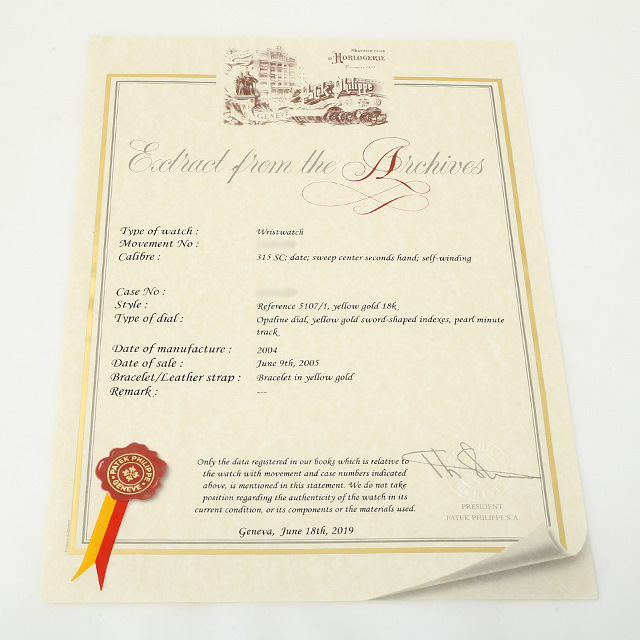 HORLOGERIE
Patek Philippe
GENEVE
Extract from the Archives
Type of watch : Wristwatch
Movement No :
Calibre : 315 SC; date; sweep center seconds hand; self-winding
Case No :
Style : Reference 5107/1, yellow gold 18k
Type of dial : Opaline dial, yellow gold sword-shaped indexes, pearl minute
track
Date of manufacture : 2004
Date of sale : June 9th, 2005
Bracelet/Leather strap : Bracelet in yellow gold
Remark : ---
PATEK PHILIPPE
GENEVE
Only the data registered in our books which is relative to
the watch with movement and case numbers indicated
above, is mentioned in this statement. We do not take
position regarding the authenticity of the watch in its
current condition, or its components or the materials used.
Geneva, June 18th, 2019
PRESIDENT
PATEK PHILIPPE S.A.